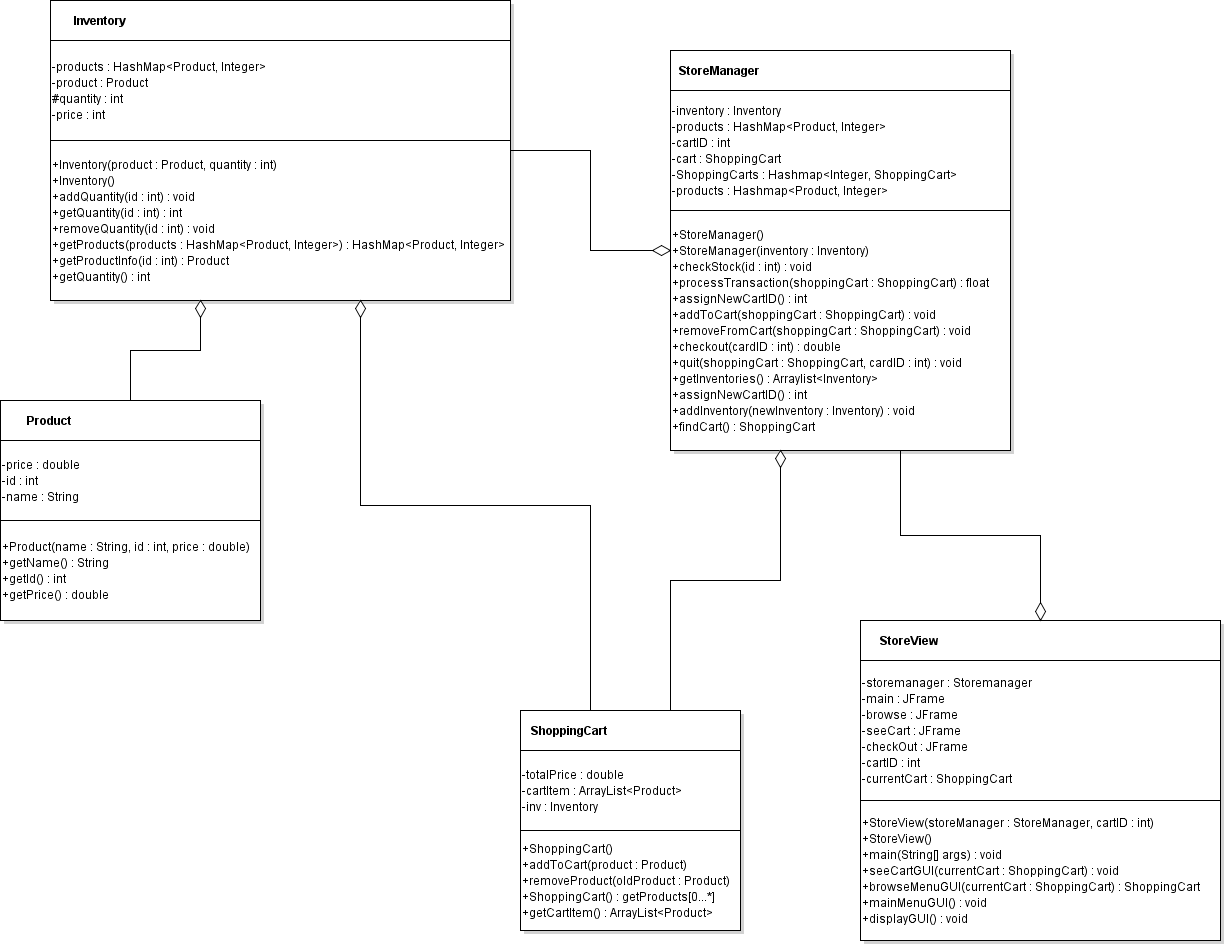 Inventory
-products : HashMap<Product, Integer>
-product : Product
#quantity : int
-price : int
+Inventory(product : Product, quantity : int)
+Inventory()
+addQuantity(id : int) : void
+getQuantity(id : int) : int
+removeQuantity(id : int) : void
+getProducts(products : HashMap<Product, Integer>) : HashMap<Product, Integer>
+getProductInfo(id : int) : Product
+getQuantity() : int
StoreManager
-inventory : Inventory
-products : HashMap<Product, Integer>
-cartID : int
-cart : ShoppingCart
-ShoppingCarts : Hashmap<Integer, ShoppingCart>
-products : Hashmap<Product, Integer>
+StoreManager()
+StoreManager(inventory : Inventory)
+checkStock(id : int) : void
+processTransaction(shoppingCart : ShoppingCart) : float
+assignNewCartID() : int
+addToCart(shoppingCart : ShoppingCart) : void
+removeFromCart(shoppingCart : ShoppingCart) : void
+checkout(cardID : int) : double
+quit(shoppingCart : ShoppingCart, cardID : int) : void
+getInventories() : Arraylist<Inventory>
+assignNewCartID() : int
+addInventory(newInventory : Inventory) : void
+findCart() : ShoppingCart
Product
-price : double
-id : int
-name : String
+Product(name : String, id : int, price : double)
+getName() : String
+getId() : int
+getPrice() : double
ShoppingCart
-totalPrice : double
-cartItem : ArrayList<Product>
-inv : Inventory
+ShoppingCart()
+addToCart(product : Product)
+removeProduct(oldProduct : Product)
+ShoppingCart() : getProducts[0...*]
+getCartItem() : ArrayList<Product>
StoreView
-storemanager : Storemanager
-main : JFrame
-browse : JFrame
-seeCart : JFrame
-checkOut : JFrame
-cartID : int
-currentCart : ShoppingCart
+StoreView(storeManager : StoreManager, cartID : int)
+StoreView()
+main(String[] args) : void
+seeCartGUI(currentCart : ShoppingCart) : void
+browseMenuGUI(currentCart : ShoppingCart) : ShoppingCart
+mainMenuGUI() : void
+displayGUI() : void